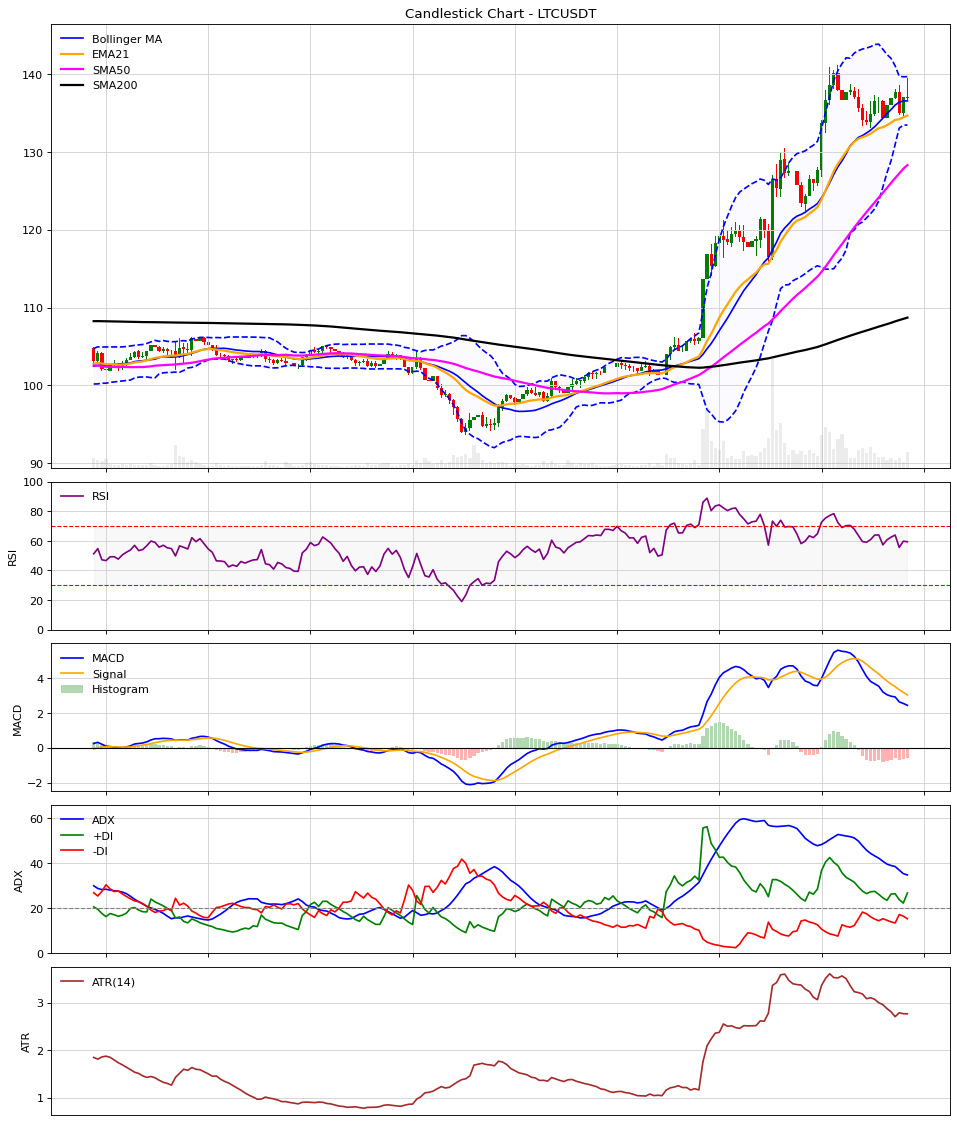 Candlestick Chart - LTCUSDT
Bollinger MA
EMA21
SMA50
SMA200
140
130
120
110
100
90
RSI
100
80
60
40
20
0
RSI
MACD
Signal
Histogram
4
2
0
−2
MACD
ADX
+DI
-DI
60
40
20
0
ADX
ATR(14)
3
2
1
ATR